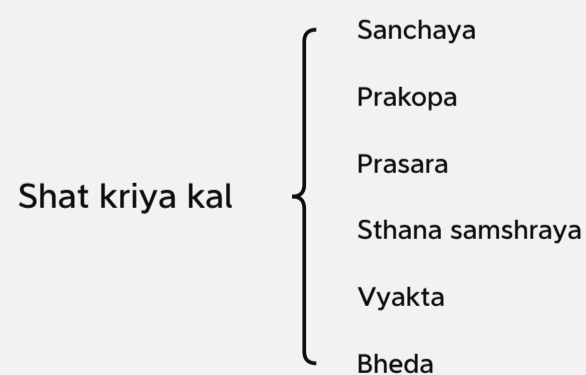 Shat kriya kal
Sanchaya
Prakopa
Prasara
Sthana samshraya
Vyakta
Bheda